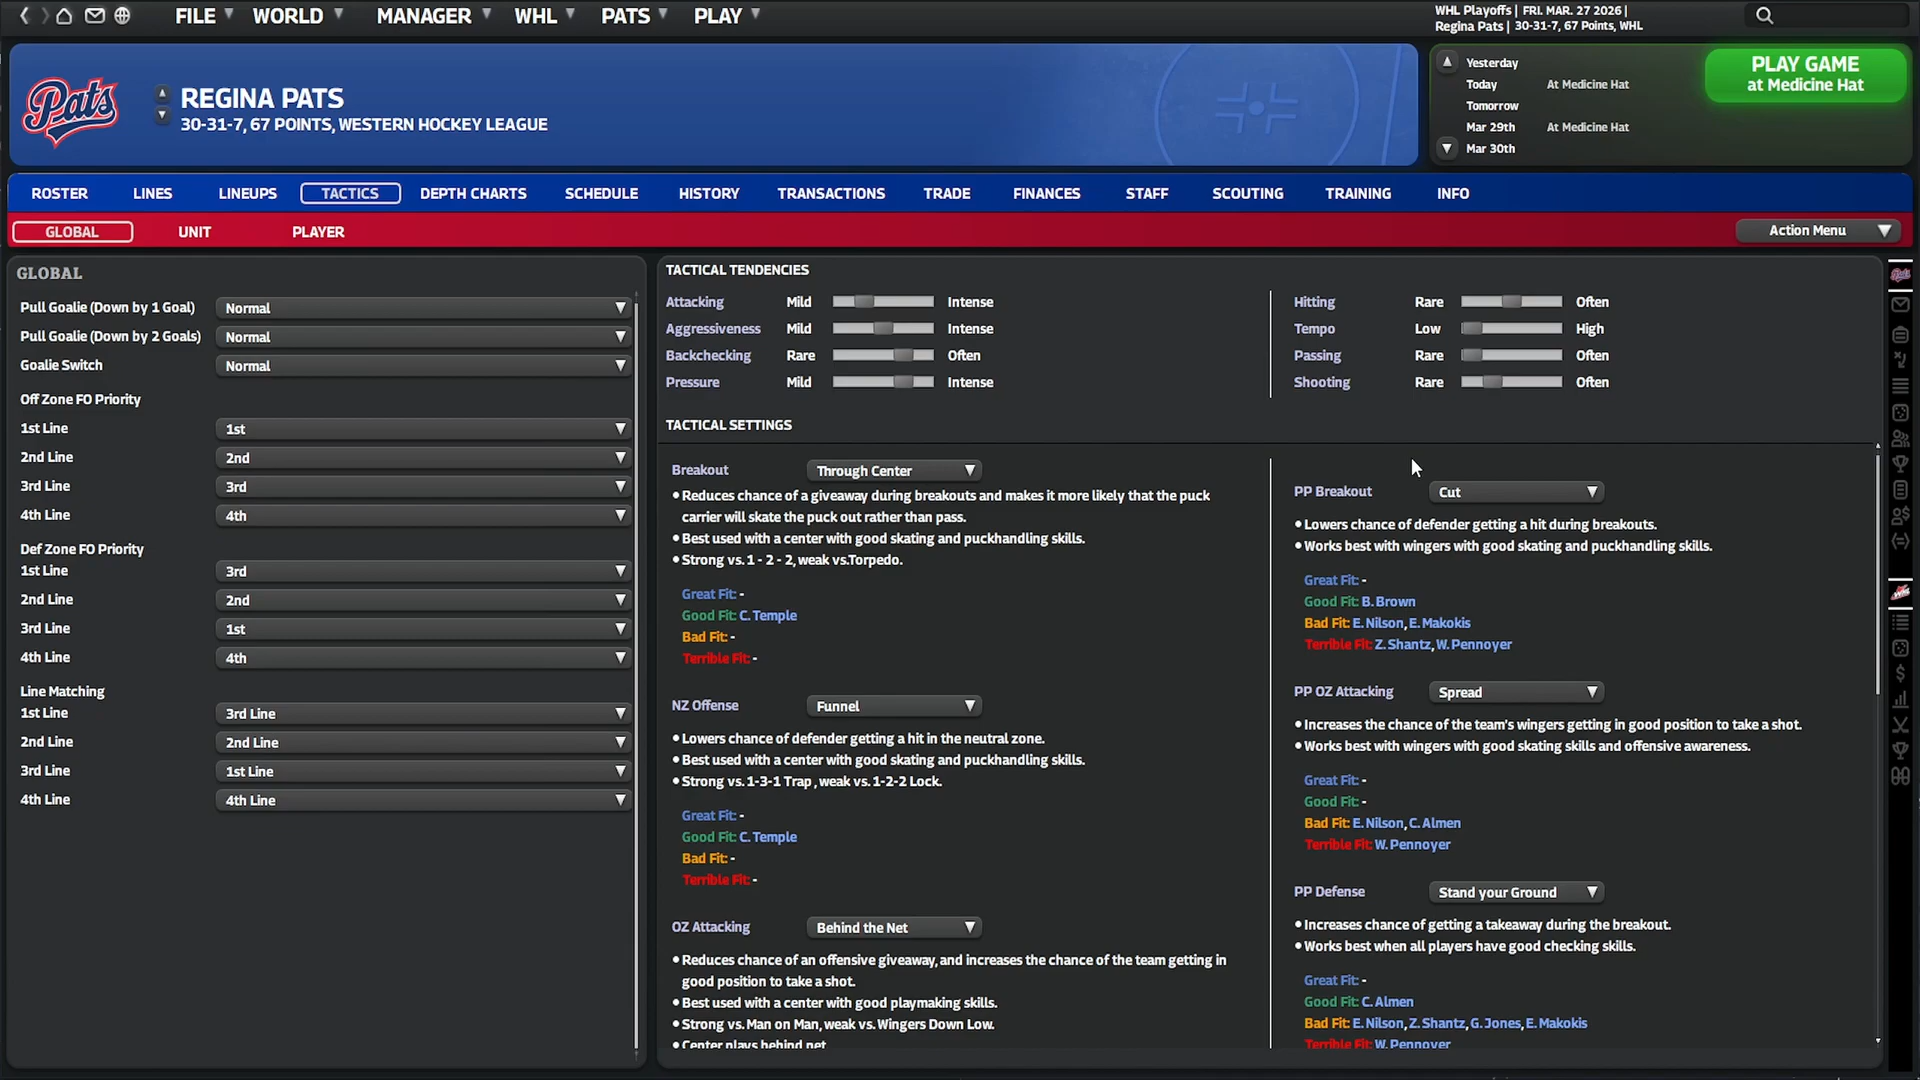 FILE
WORLD
MANAGER
WHL
PATS
PLAY
WHL Playoffs | FRI. MAR. 27 2026 |
Regina Pats | 30-31-7, 67 Points, WHL
Pats
REGINA PATS
30-31-7, 67 POINTS, WESTERN HOCKEY LEAGUE
Yesterday
Today At Medicine Hat
Tomorrow
Mar 29th At Medicine Hat
Mar 30th
PLAY GAME
at Medicine Hat
ROSTER
LINES
LINEUPS
TACTICS
DEPTH CHARTS
SCHEDULE
HISTORY
TRANSACTIONS
TRADE
FINANCES
STAFF
SCOUTING
TRAINING
INFO
GLOBAL
UNIT
PLAYER
Action Menu
GLOBAL
Pull Goalie (Down by 1 Goal) Normal
Pull Goalie (Down by 2 Goals) Normal
Goalie Switch Normal
Off Zone FO Priority
1st Line 1st
2nd Line 2nd
3rd Line 3rd
4th Line 4th
Def Zone FO Priority
1st Line 3rd
2nd Line 2nd
3rd Line 1st
4th Line 4th
Line Matching
1st Line 3rd Line
2nd Line 2nd Line
3rd Line 1st Line
4th Line 4th Line
TACTICAL TENDENCIES
Attacking Mild Intense
Aggressiveness Mild Intense
Backchecking Rare Often
Pressure Mild Intense
Hitting Rare Often
Tempo Low High
Passing Rare Often
Shooting Rare Often
TACTICAL SETTINGS
Breakout Through Center
• Reduces chance of a giveaway during breakouts and makes it more likely that the puck
carrier will skate the puck out rather than pass.
• Best used with a center with good skating and puckhandling skills.
• Strong vs. 1 - 2 - 2, weak vs.Torpedo.
Great Fit: -
Good Fit: C. Temple
Bad Fit: -
Terrible Fit: -
NZ Offense Funnel
• Lowers chance of defender getting a hit in the neutral zone.
• Best used with a center with good skating and puckhandling skills.
• Strong vs. 1-3-1 Trap , weak vs. 1-2-2 Lock.
Great Fit: -
Good Fit: C. Temple
Bad Fit: -
Terrible Fit: -
OZ Attacking Behind the Net
• Reduces chance of an offensive giveaway, and increases the chance of the team getting in
good position to take a shot.
• Best used with a center with good playmaking skills.
• Strong vs. Man on Man, weak vs. Wingers Down Low.
• Center plays behind net
PP Breakout Cut
• Lowers chance of defender getting a hit during breakouts.
• Works best with wingers with good skating and puckhandling skills.
Great Fit: -
Good Fit: B. Brown
Bad Fit: E. Nilson, E. Makokis
Terrible Fit: Z. Shantz, W. Pennoyer
PP OZ Attacking Spread
• Increases the chance of the team's wingers getting in good position to take a shot.
• Works best with wingers with good skating skills and offensive awareness.
Great Fit: -
Good Fit: -
Bad Fit: E. Nilson, C. Almen
Terrible Fit: W. Pennoyer
PP Defense Stand your Ground
• Increases chance of getting a takeaway during the breakout.
• Works best when all players have good checking skills.
Great Fit: -
Good Fit: C. Almen
Bad Fit: E. Nilson, Z. Shantz, G. Jones, E. Makokis
Terrible Fit: W. Pennoyer